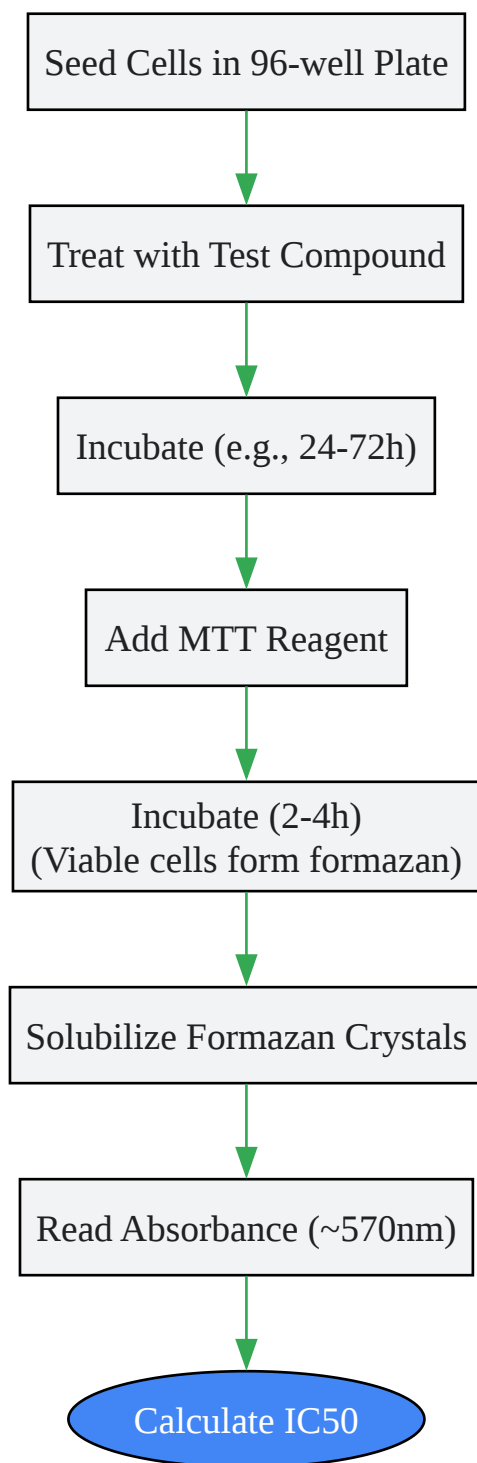 Seed Cells in 96-well Plate
Treat with Test Compound
Incubate (e.g., 24-72h)
Add MTT Reagent
Incubate (2-4h)
(Viable cells form formazan)
Solubilize Formazan Crystals
Read Absorbance (~570nm)
Calculate IC50